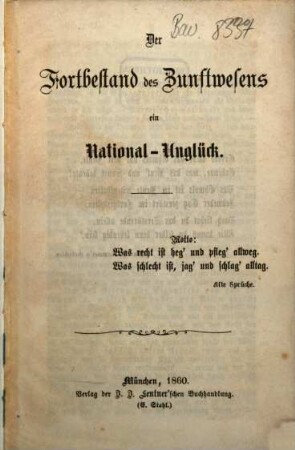 Bav. 8337
Der
Fortbestand des Zunftwesens
ein
National-Unglück.
Motto:
Was recht ist heg' und pfleg' allweg.
Was schlecht ist, jag' und schlag' alltag.
Alte Sprüche.
München, 1860.
Verlag der J. J. Lentner'schen Buchhandlung.
(E. Stahl.)